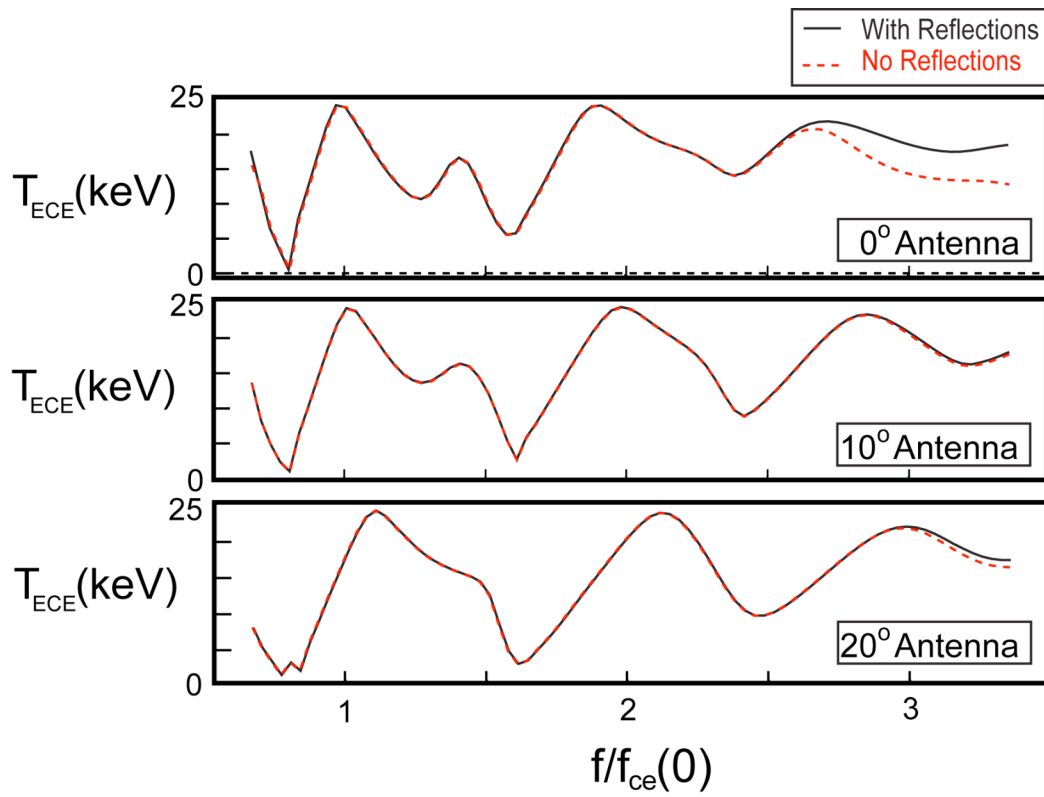 With Reflections
No Reflections
25
T_ECE(keV)
0
0° Antenna
25
T_ECE(keV)
0
10° Antenna
25
T_ECE(keV)
0
20° Antenna
1 2 3
f/f_ce(0)